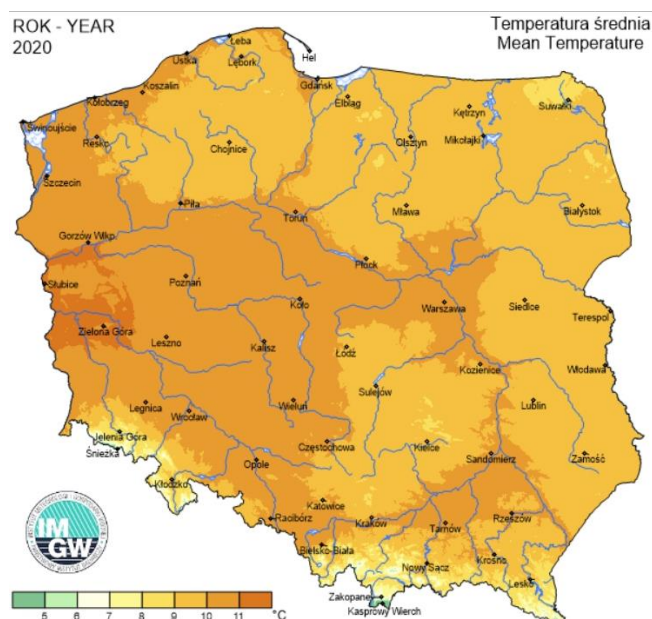 ROK - YEAR
2020
Temperatura średnia
Mean Temperature
Łeba
Hel
Ustka
Lębork
Koszalin
Gdańsk
Kołobrzeg
Elbląg
Kętrzyn
Suwałki
Świnoujście
Resko
Chojnice
Olsztyn
Mikołajki
Szczecin
Piła
Toruń
Mława
Białystok
Gorzów Wlkp.
Płock
Słubice
Poznań
Koło
Warszawa
Siedlce
Terespol
Zielona Góra
Leszno
Kalisz
Łódź
Kozienice
Włodawa
Sulejów
Legnica
Wrocław
Wieluń
Lublin
Jelenia Góra
Śnieżka
Częstochowa
Kielce
Sandomierz
Zamość
Opole
Kłodzko
Katowice
Racibórz
Kraków
Tarnów
Rzeszów
Bielsko-Biała
Nowy Sącz
Krosno
Lesko
Zakopane
Kasprowy Wierch
IM
GW
5 6 7 8 9 10 11 °C